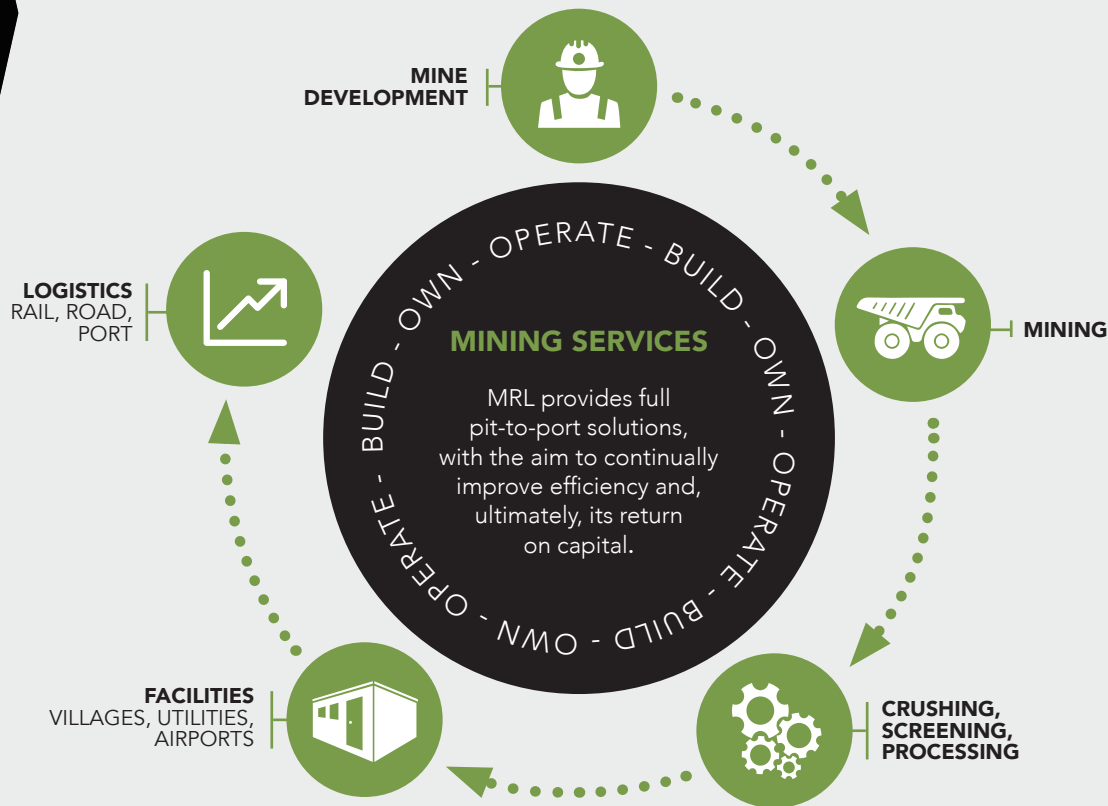 MINE
DEVELOPMENT
MINING
CRUSHING,
SCREENING,
PROCESSING
FACILITIES
VILLAGES, UTILITIES,
AIRPORTS
LOGISTICS
RAIL, ROAD,
PORT
BUILD - OWN - OPERATE - BUILD - OWN - OPERATE - BUILD - OWN - OPERATE -
MINING SERVICES
MRL provides full
pit-to-port solutions,
with the aim to continually
improve efficiency and,
ultimately, its return
on capital.